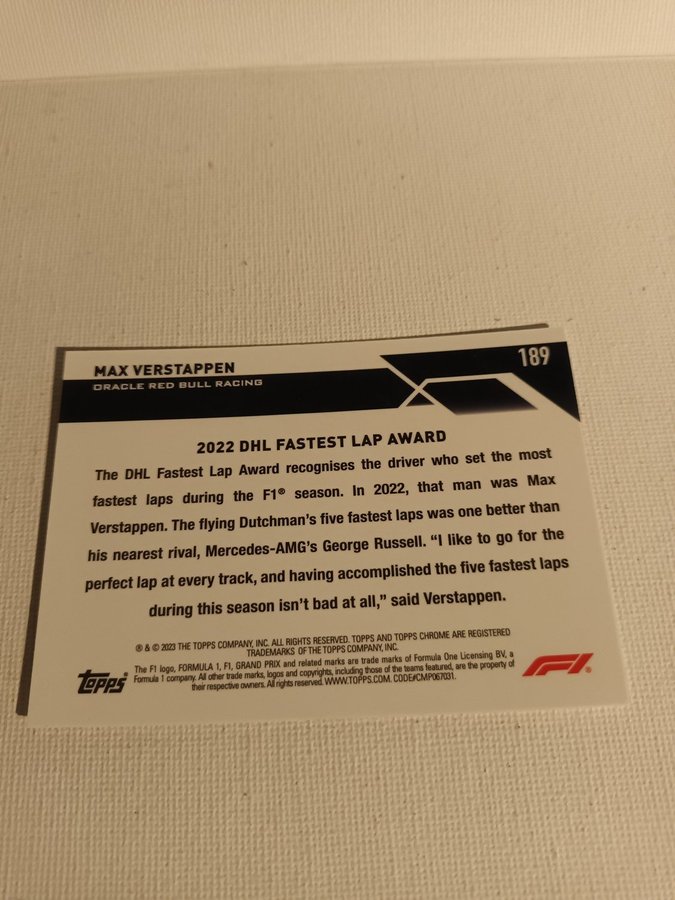 MAX VERSTAPPEN
189
ORACLE RED BULL RACING
2022 DHL FASTEST LAP AWARD
The DHL Fastest Lap Award recognises the driver who set the most
fastest laps during the F1® season. In 2022, that man was Max
Verstappen. The flying Dutchman's five fastest laps was one better than
his nearest rival, Mercedes-AMG's George Russell. “I like to go for the
perfect lap at every track, and having accomplished the five fastest laps
during this season isn't bad at all,” said Verstappen.
® & © 2023 THE TOPPS COMPANY, INC. ALL RIGHTS RESERVED. TOPPS AND TOPPS CHROME ARE REGISTERED
TRADEMARKS OF THE TOPPS COMPANY, INC.
The F1 logo, FORMULA 1, F1, GRAND PRIX and related marks are trade marks of Formula One Licensing BV, a
Formula 1 company. All other trade marks, logos and copyrights, including those of the teams featured, are the property of
their respective owners. All rights reserved. WWW.TOPPS.COM. CODE#CMP067031.
topps®
F1®